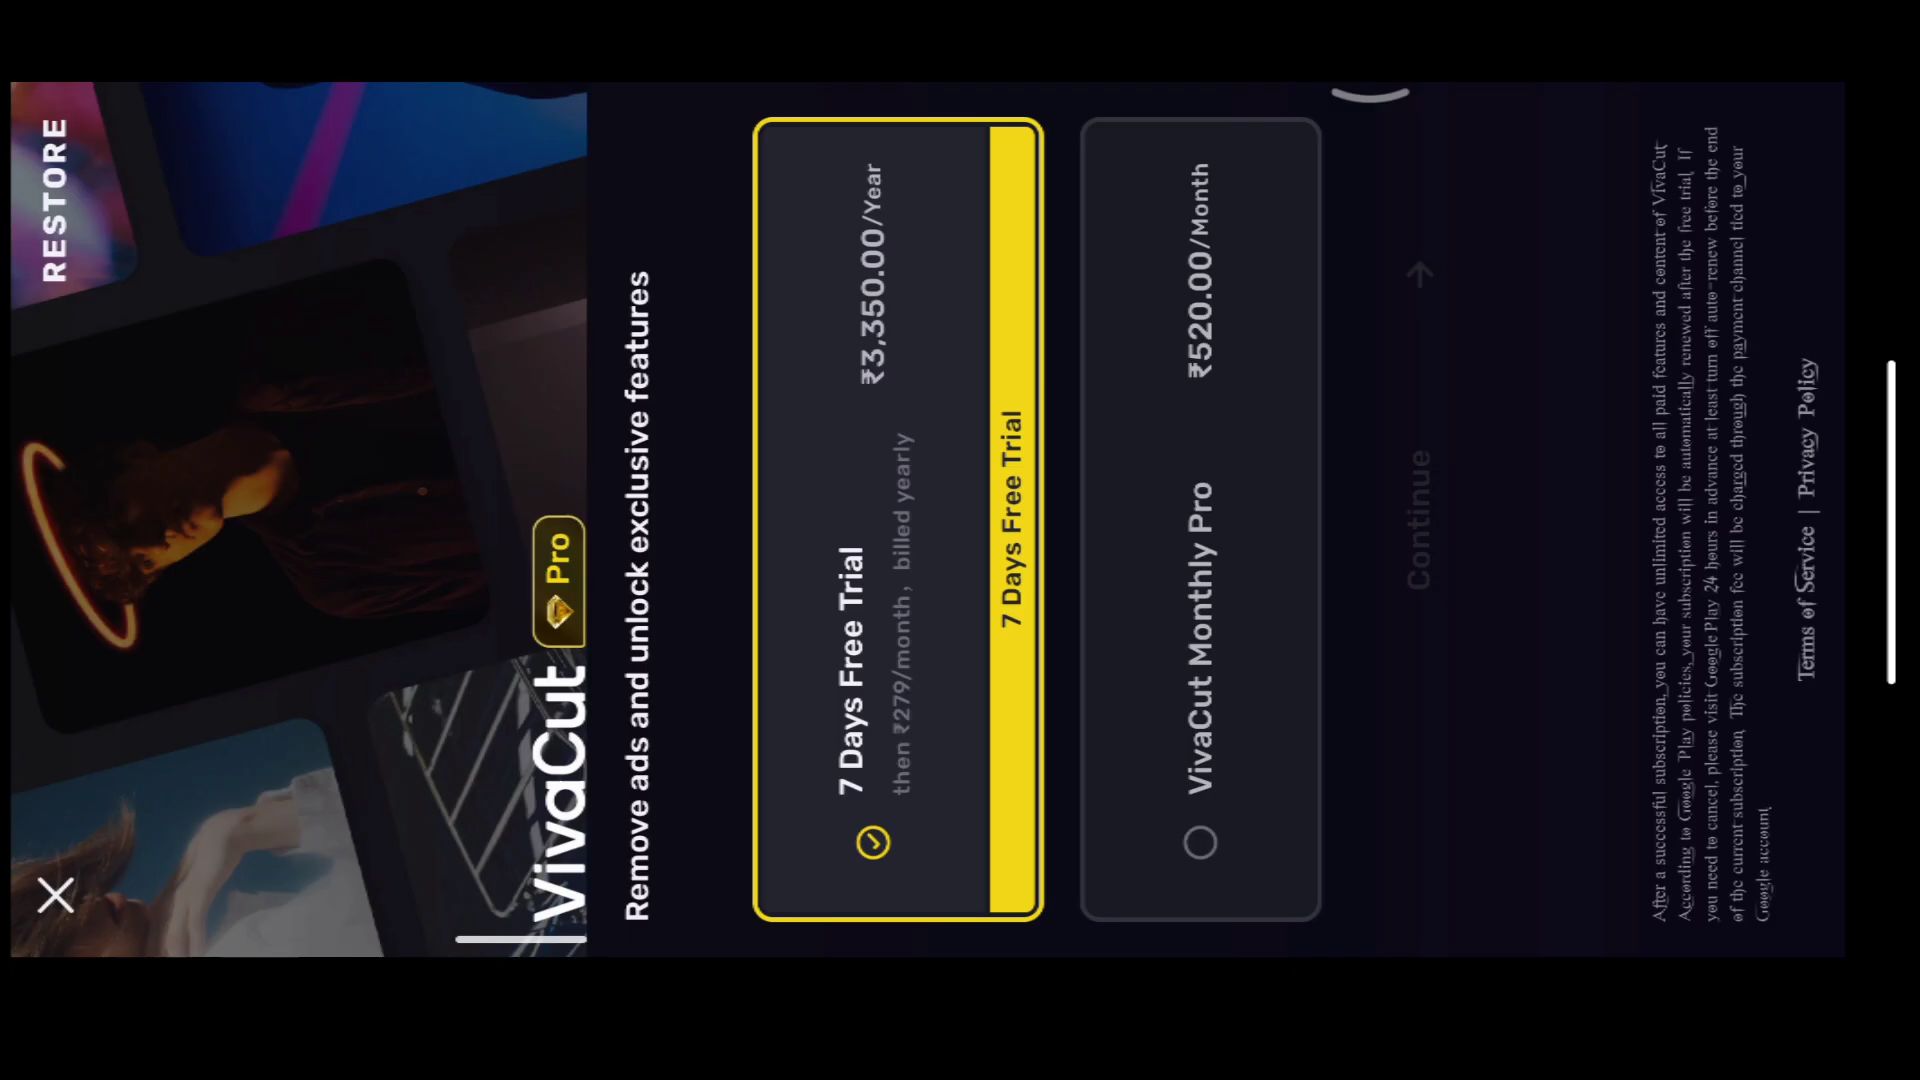 RESTORE
VivaCut Pro
Remove ads and unlock exclusive features
7 Days Free Trial
₹3,350.00/Year
then ₹279/month, billed yearly
7 Days Free Trial
VivaCut Monthly Pro
₹520.00/Month
Continue
After a successful subscription, you can have unlimited access to all paid features and content of VivaCut.
According to Google Play policies, your subscription will be automatically renewed after the free trial. If
you need to cancel, please visit Google Play 24 hours in advance at least turn off auto-renew before the end
of the current subscription. The subscription fee will be charged through the payment channel tied to your
Google account.
Terms of Service | Privacy Policy